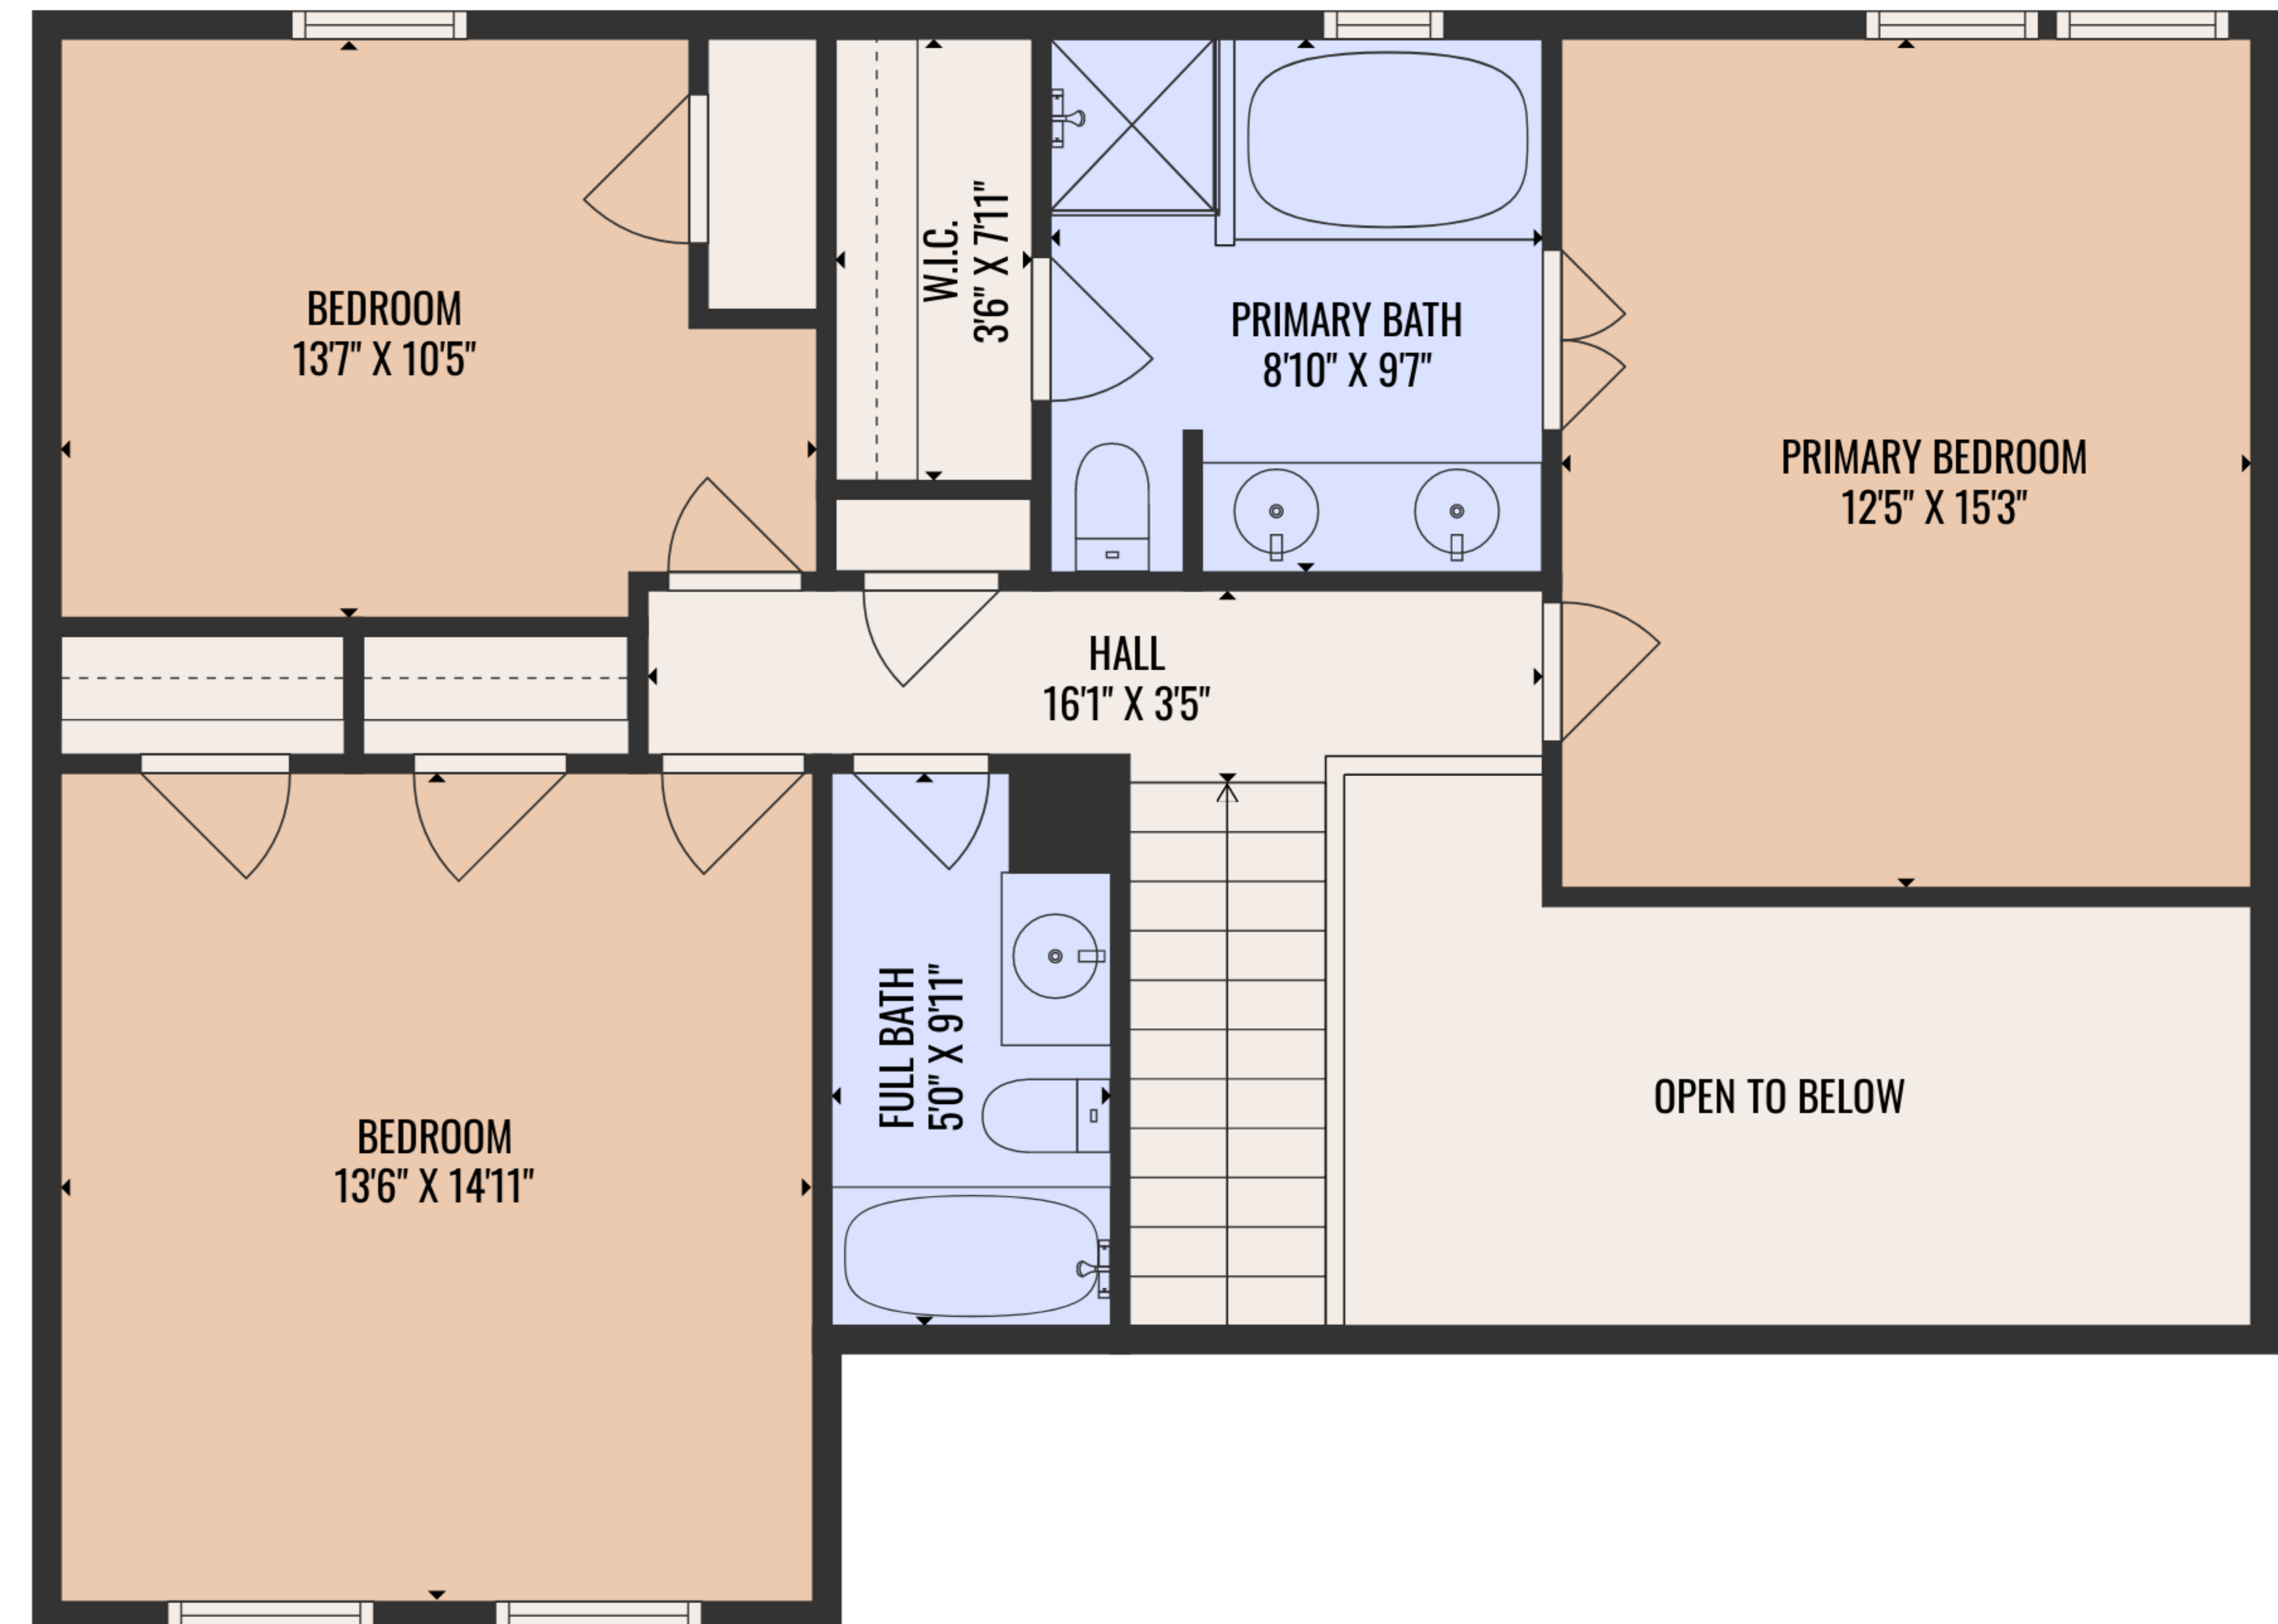 BEDROOM
13'7" X 10'5"
W.I.C.
3'6" X 7'11"
PRIMARY BATH
8'10" X 9'7"
PRIMARY BEDROOM
12'5" X 15'3"
HALL
16'1" X 3'5"
BEDROOM
13'6" X 14'11"
FULL BATH
5'0" X 9'11"
OPEN TO BELOW